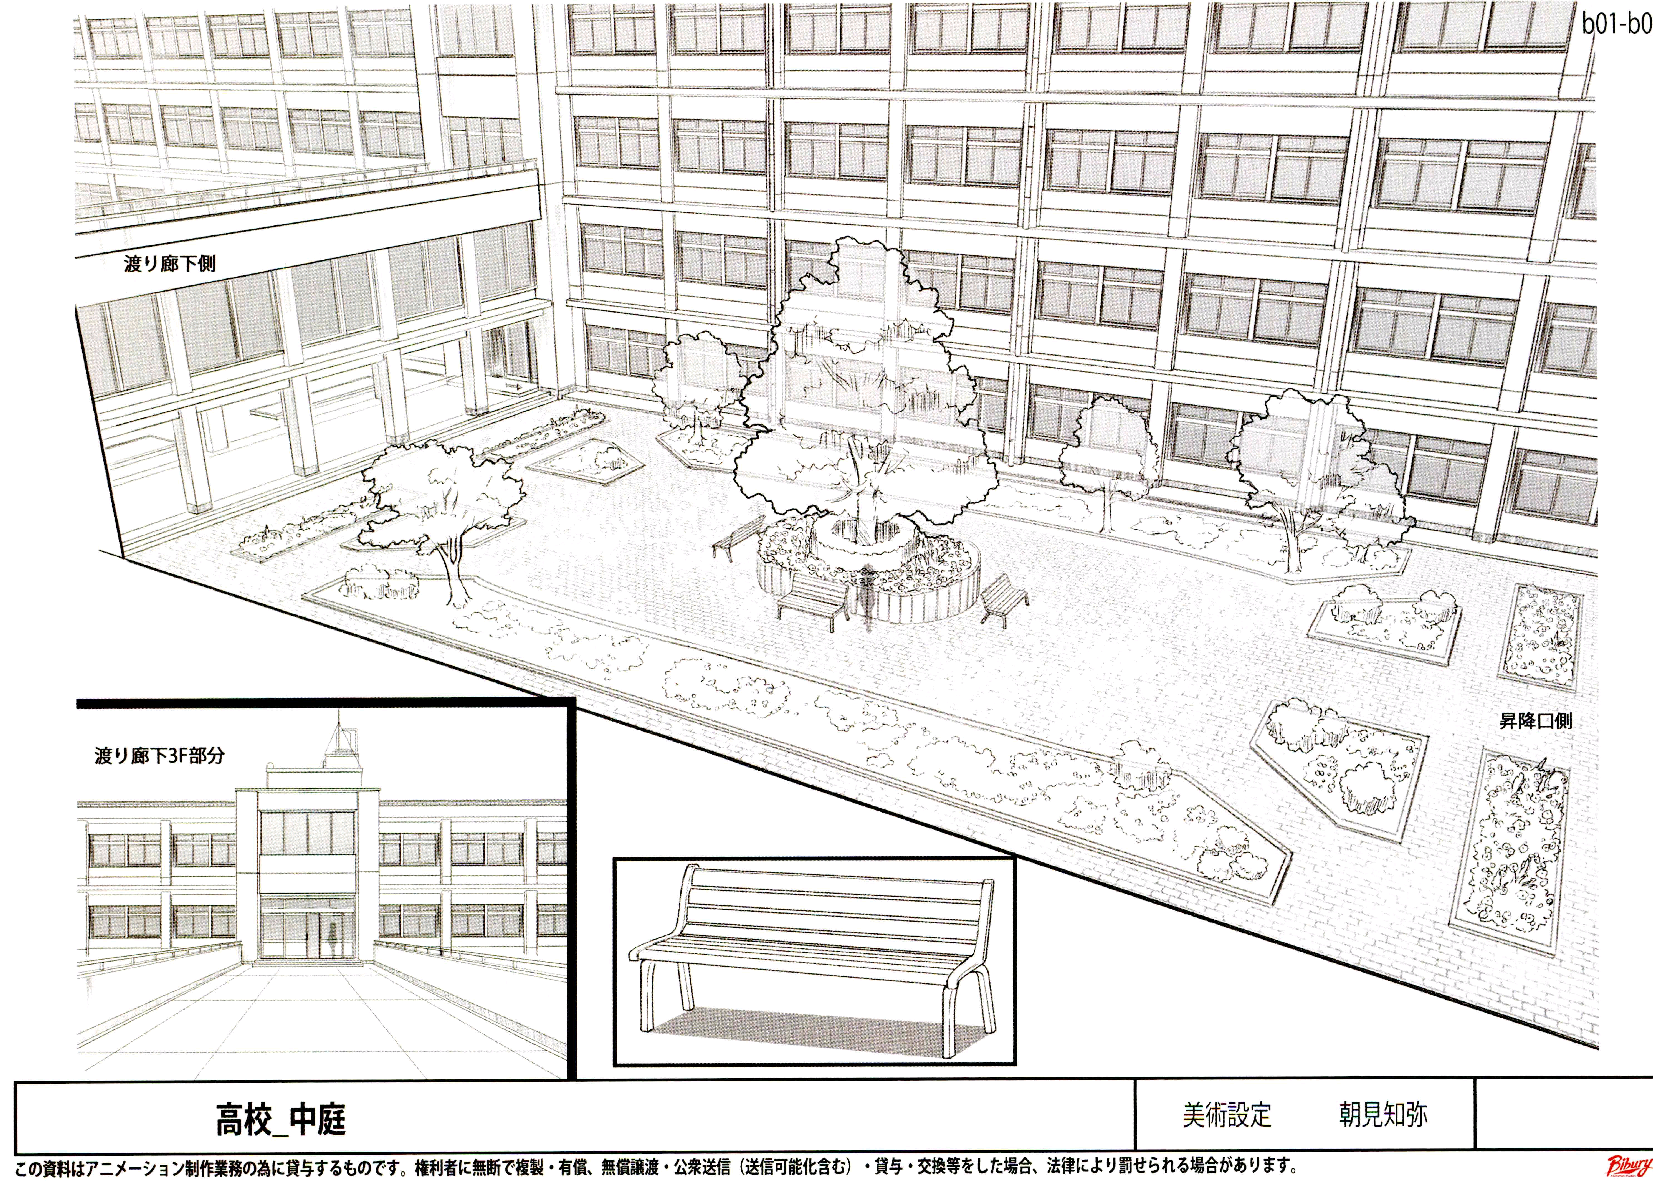 b01-b0
渡り廊下側
昇降口側
渡り廊下3F部分
高校_中庭
美術設定 朝見知弥
この資料はアニメーション制作業務の為に貸与するものです。権利者に無断で複製・有償、無償譲渡・公衆送信（送信可能化含む）・貸与・交換等をした場合、法律により罰せられる場合があります。
Bibury